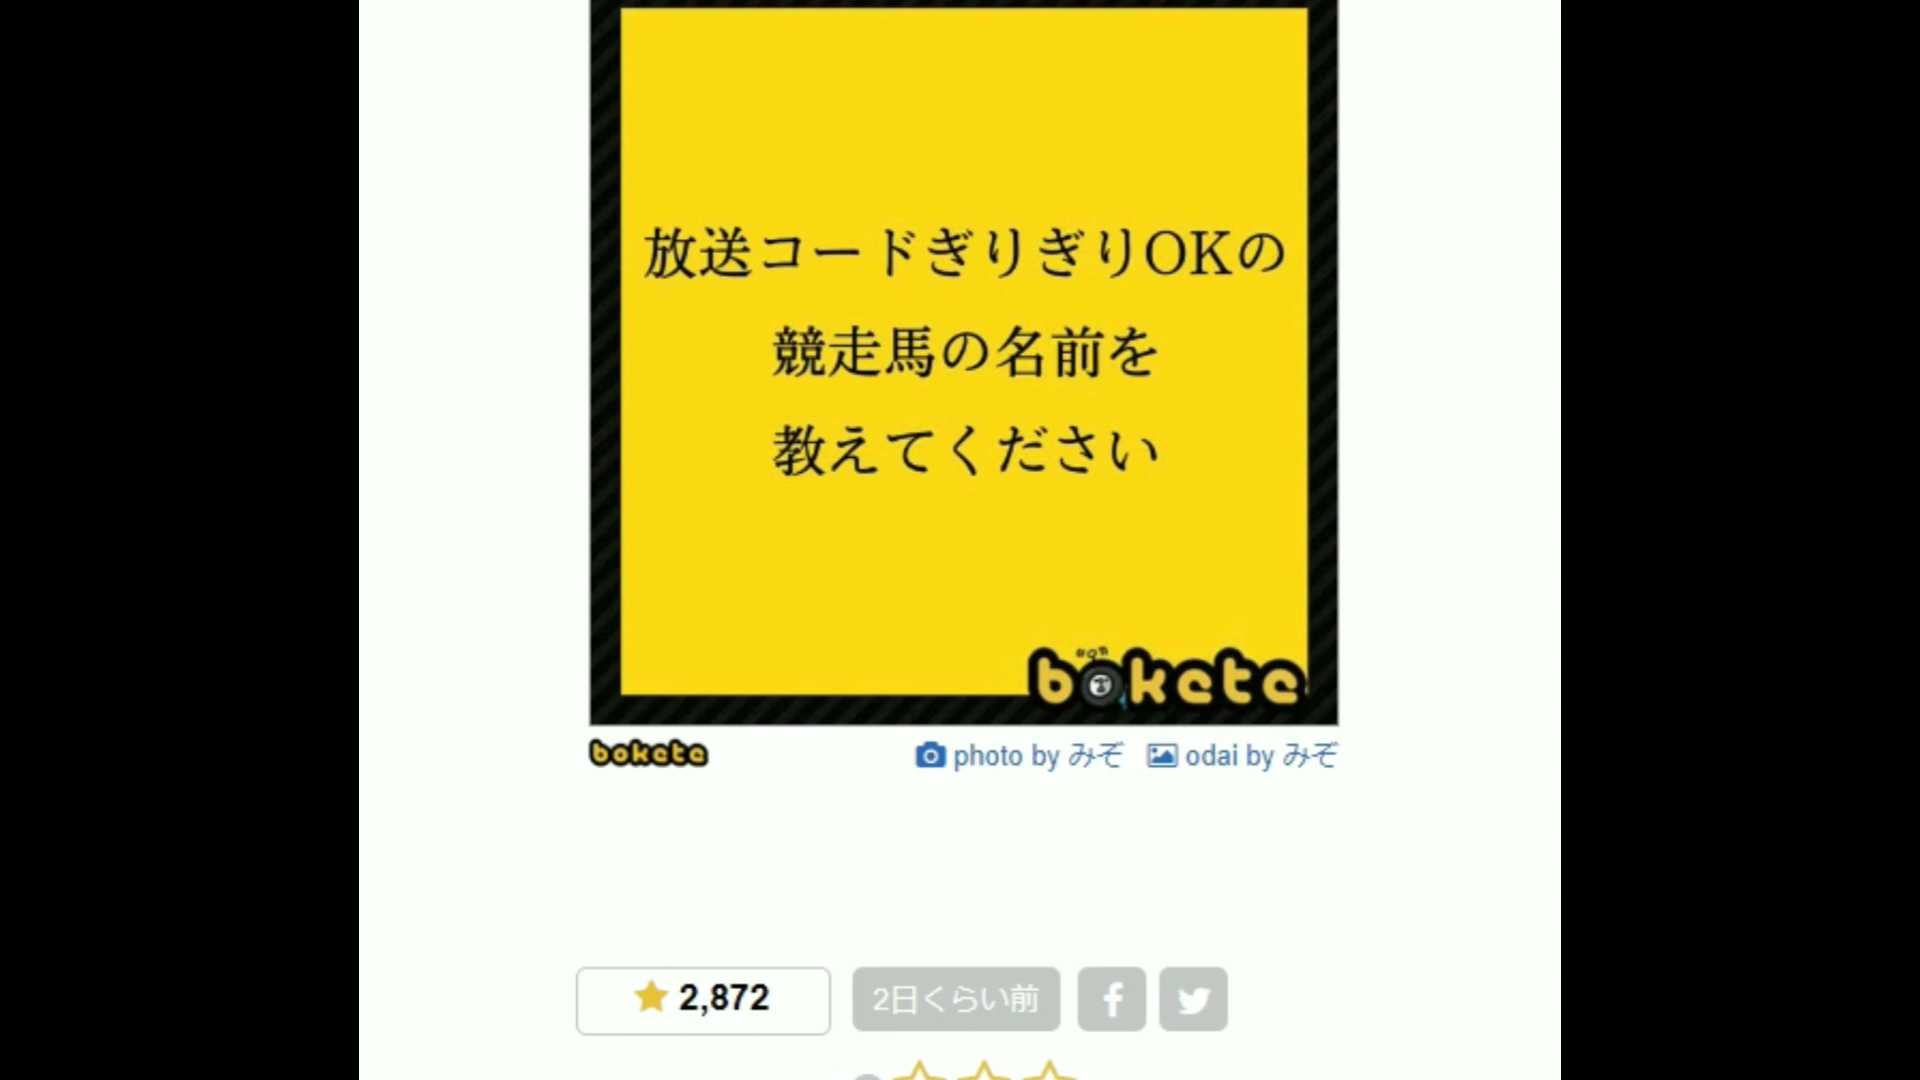 放送コードぎりぎりOKの
競走馬の名前を
教えてください
bokete
bokete photo by みぞ odai by みぞ
2,872 2日くらい前